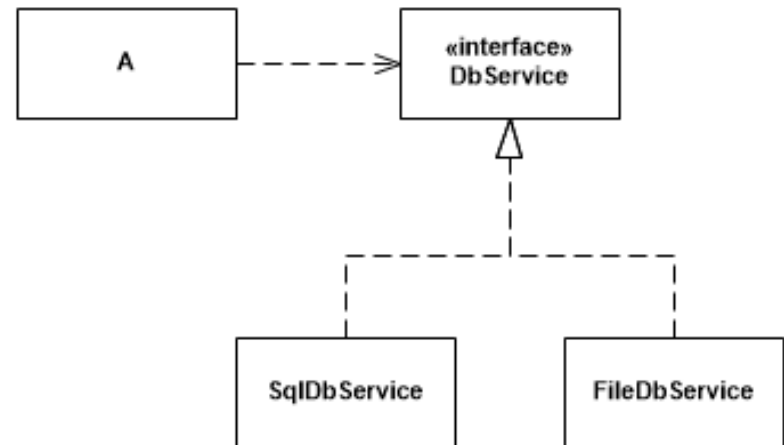 A
«interface»
DbService
SqlDbService
FileDbService